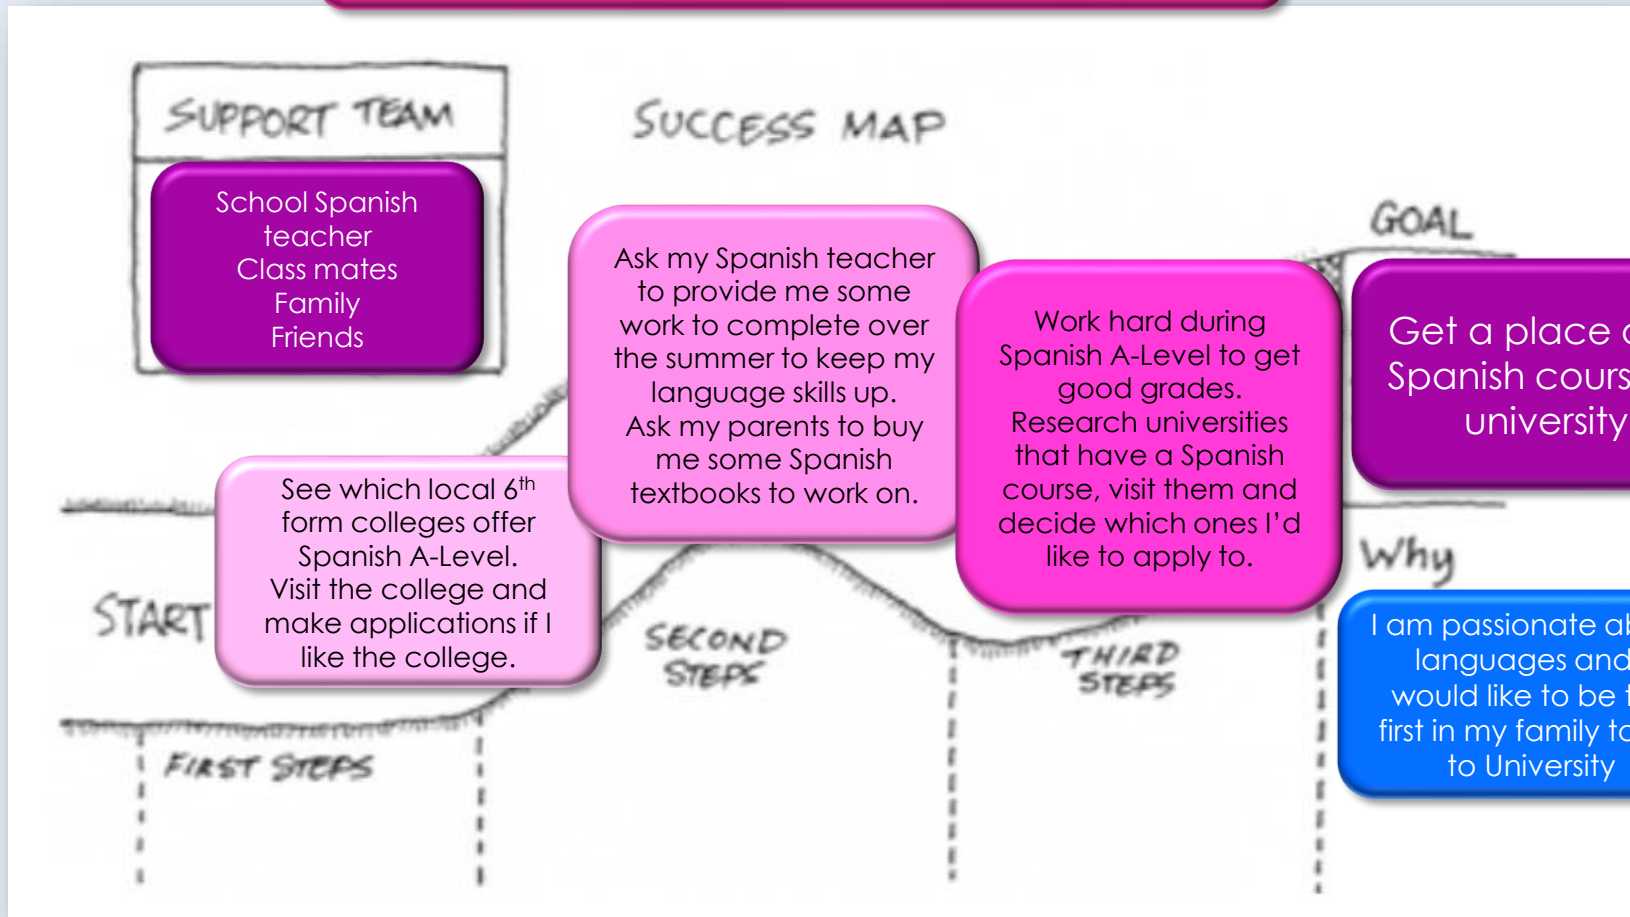 SUPPORT TEAM
School Spanish
teacher
Class mates
Family
Friends
SUCCESS MAP
START
See which local 6th
form colleges offer
Spanish A-Level.
Visit the college and
make applications if I
like the college.
FIRST STEPS
Ask my Spanish teacher
to provide me some
work to complete over
the summer to keep my
language skills up.
Ask my parents to buy
me some Spanish
textbooks to work on.
SECOND
STEPS
Work hard during
Spanish A-Level to get
good grades.
Research universities
that have a Spanish
course, visit them and
decide which ones I'd
like to apply to.
THIRD
STEPS
GOAL
Get a place
Spanish
university
Why
I am passionate
languages and
would like to be
first in my family
to University